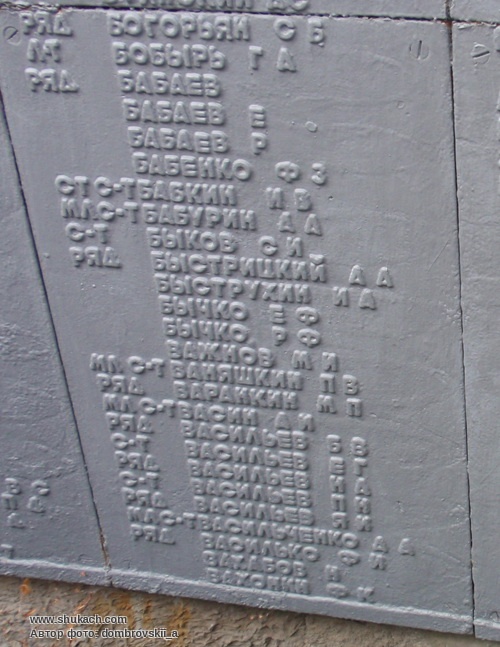 РЯД БОГОРЬЯН С Б
Л-Т БОБЫРЬ Г А
РЯД БАБАЕВ
БАБАЕВ Е
БАБАЕВ Р
БАБЕНКО Ф З
СТ С-Т БАБКИН И В
МЛ С-Т БАБУРИН А А
С-Т БЫКОВ С И
РЯД БЫСТРИЦКИЙ А А
БЫСТРУХИН И А
БЫЧКО Е Ф
БЫЧКО Р Ф
ВАЖНОВ М И
МЛ С-Т ВАНЯШКИН П В
РЯД ВАРАНКИН М П
МЛ С-Т ВАСИН А И
РЯД ВАСИЛЬЕВ Б В
С-Т ВАСИЛЬЕВ Е Г
РЯД ВАСИЛЬЕВ И А
С-Т ВАСИЛЬЕВ П И
РЯД ВАСИЛЬЕВ Я И
МЛ С-Т ВАСИЛЬЧЕНКО А А
РЯД ВАСИЛЬКО Ф И
ВАХАБОВ Н
ВАХОНИН Ф К
www.shukach.com
Автор фото: dombrovskii_a